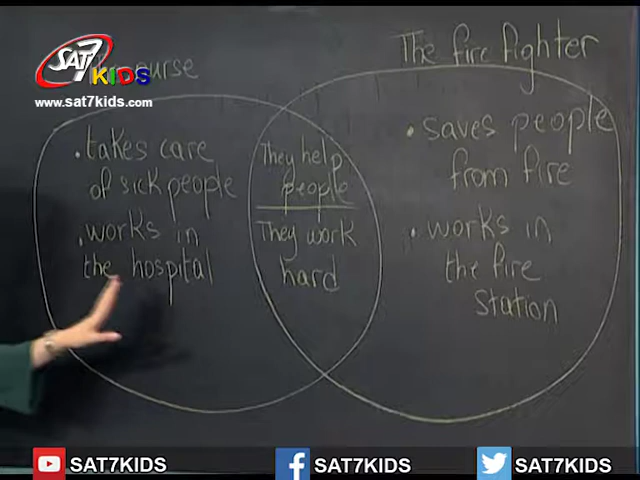 SAT7
KIDS
www.sat7kids.com
nurse
The fire fighter
. takes care
of sick people
. works in
the hospital
They help
people
They work
hard
. saves people
from fire
. works in
the fire
station
SAT7KIDS
SAT7KIDS
SAT7KIDS